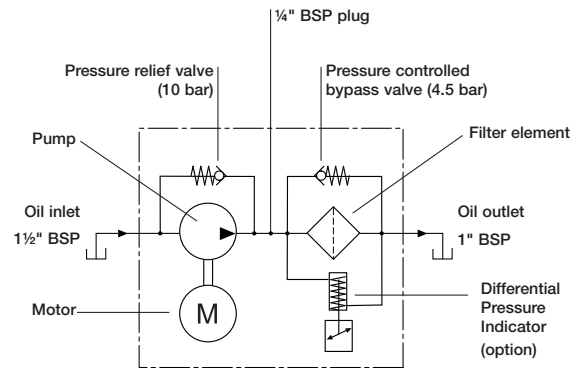 ¼" BSP plug
Pressure relief valve
(10 bar)
Pressure controlled
bypass valve (4.5 bar)
Pump
Filter element
Oil inlet
1½" BSP
Oil outlet
1" BSP
Motor
M
Differential
Pressure
Indicator
(option)